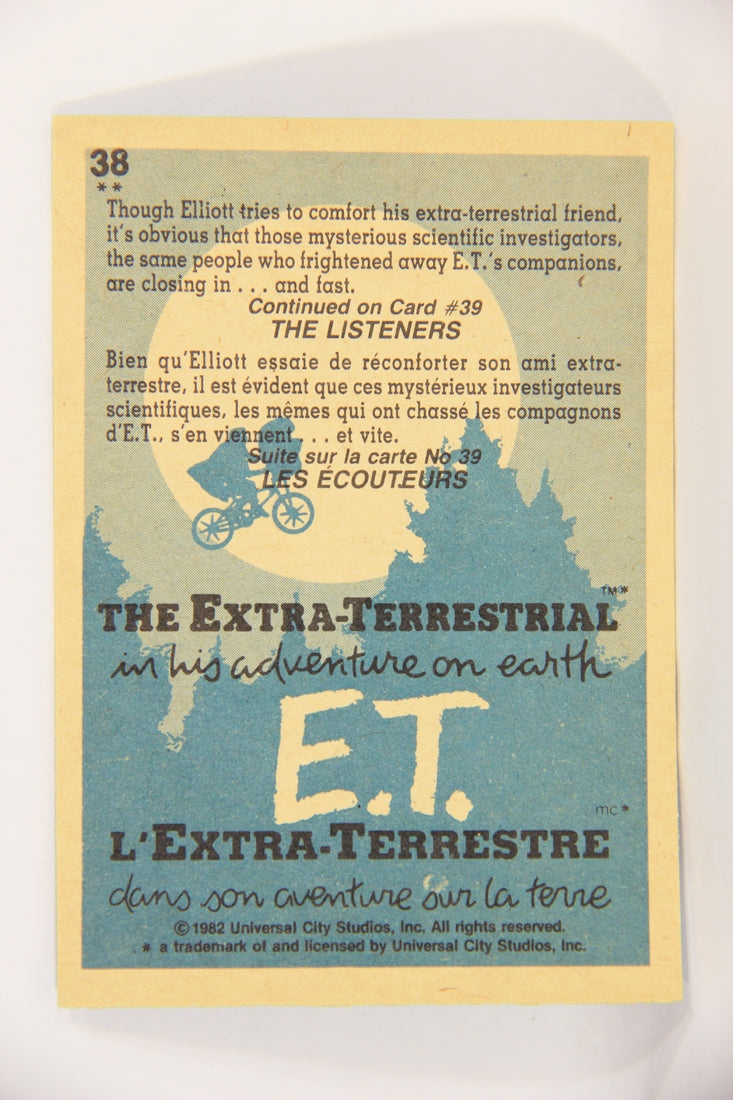 38
**
Though Elliott tries to comfort his extra-terrestrial friend,
it's obvious that those mysterious scientific investigators,
the same people who frightened away E.T.'s companions,
are closing in . . . and fast.
Continued on Card #39
THE LISTENERS
Bien qu'Elliott essaie de réconforter son ami extra-
terrestre, il est évident que ces mystérieux investigateurs
scientifiques, les mêmes qui ont chassé les compagnons
d'E.T., s'en viennent . . . et vite.
Suite sur la carte No 39
LES ÉCOUTEURS
THE EXTRA-TERRESTRIAL™*
in his adventure on earth
E.T.
mc*
L'EXTRA-TERRESTRE
dans son aventure sur la terre
©1982 Universal City Studios, Inc. All rights reserved.
* a trademark of and licensed by Universal City Studios, Inc.